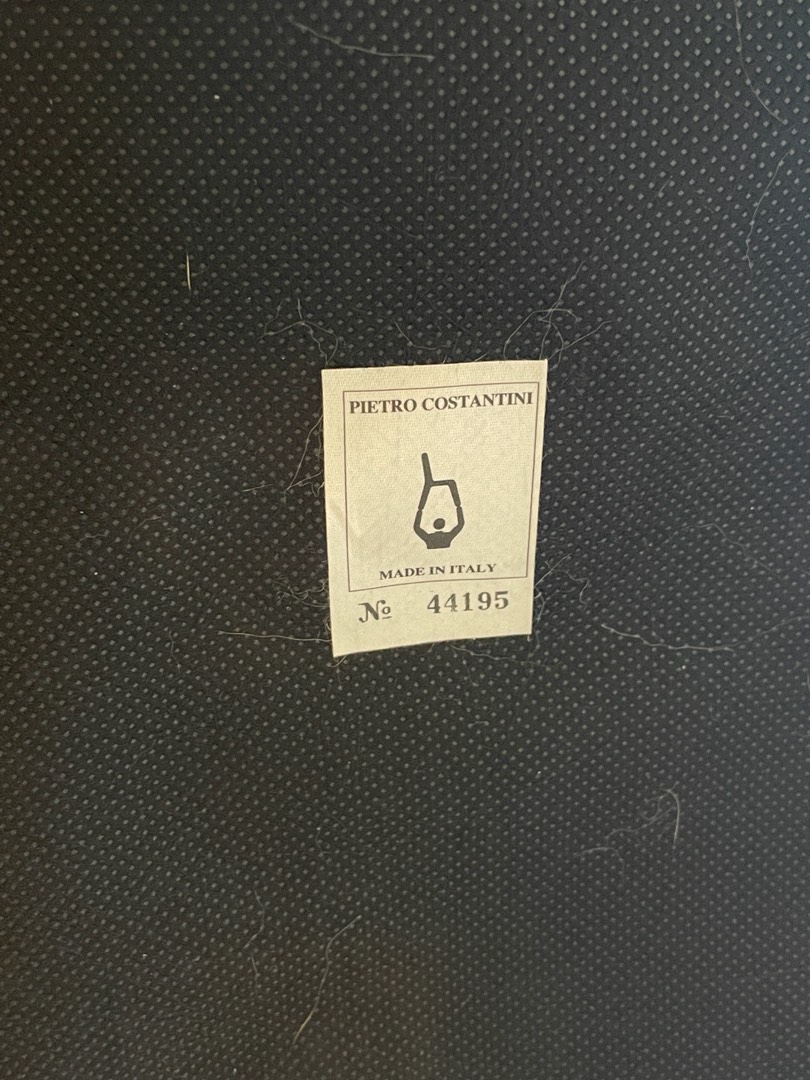 PIETRO COSTANTINI
MADE IN ITALY
Nº 44195